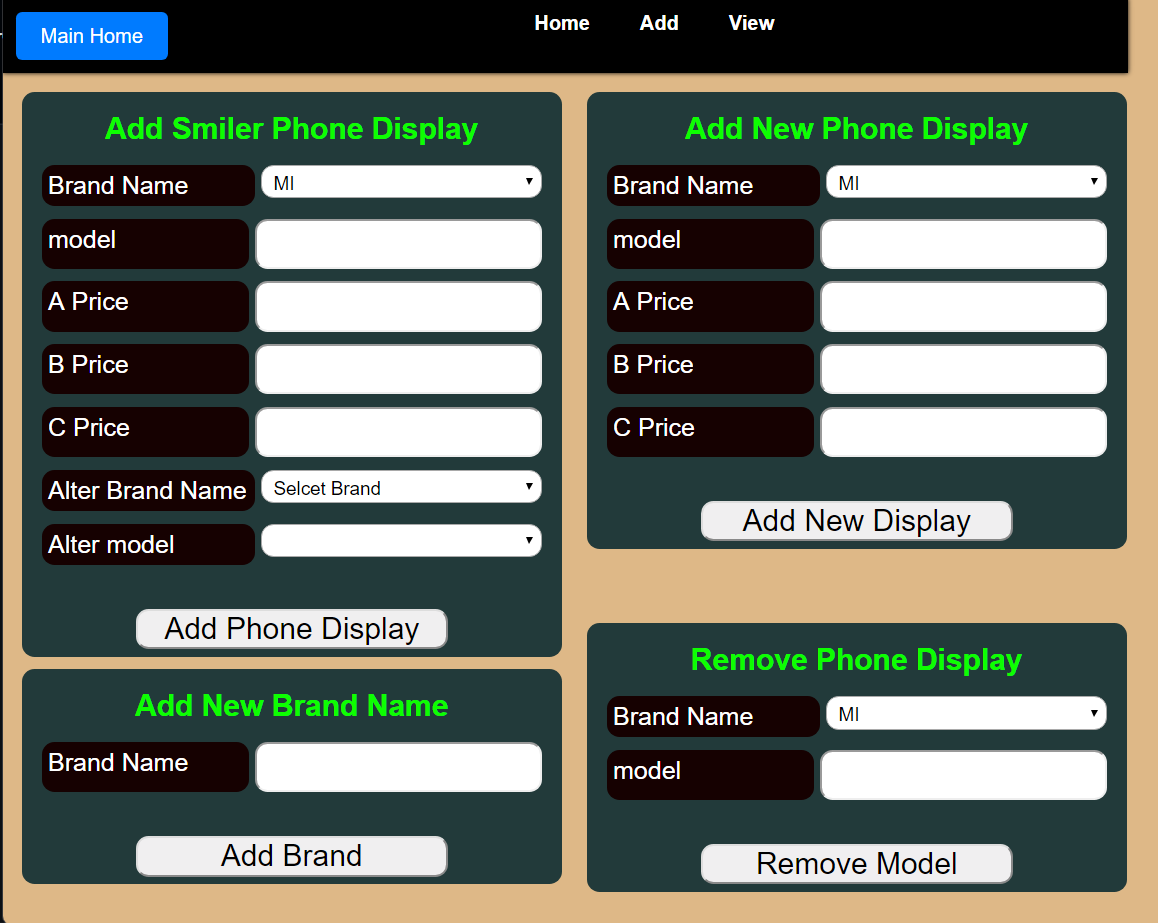 Main Home
Home
Add
View
Add Smiler Phone Display
Brand Name
MI
model
A Price
B Price
C Price
Alter Brand Name
Selcet Brand
Alter model
Add Phone Display
Add New Brand Name
Brand Name
Add Brand
Add New Phone Display
Brand Name
MI
model
A Price
B Price
C Price
Add New Display
Remove Phone Display
Brand Name
MI
model
Remove Model